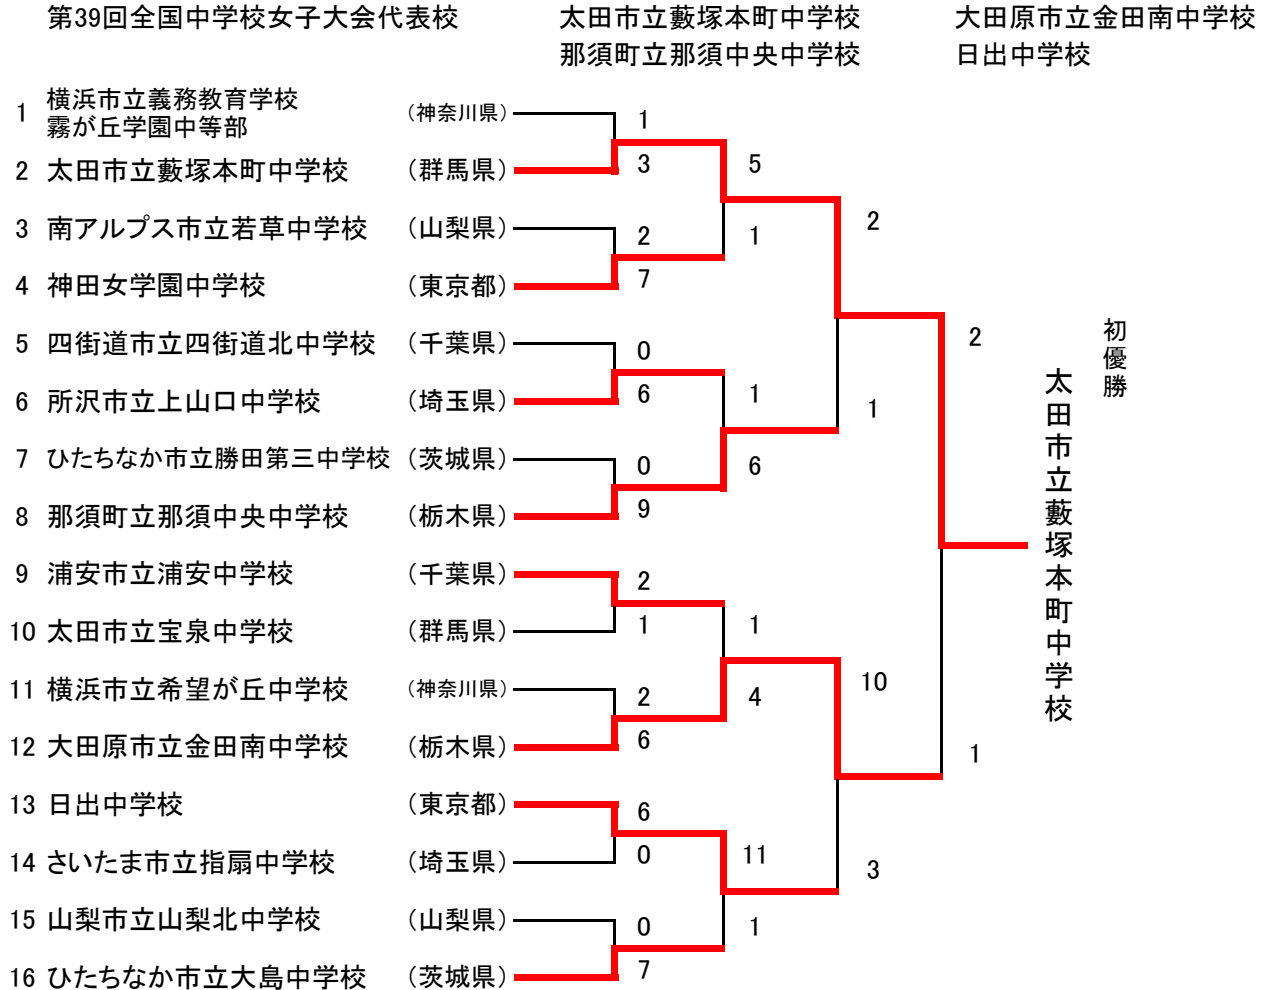 第39回全国中学校女子大会代表校
太田市立藪塚本町中学校
大田原市立金田南中学校
那須町立那須中央中学校
日出中学校
1 横浜市立義務教育学校
霧が丘学園中等部 (神奈川県)
1
2 太田市立藪塚本町中学校 (群馬県)
3
5
3 南アルプス市立若草中学校 (山梨県)
2
1
2
4 神田女学園中学校 (東京都)
7
5 四街道市立四街道北中学校 (千葉県)
0
2
初優勝
6 所沢市立上山口中学校 (埼玉県)
6
1
1
太田市立藪塚本町中学校
7 ひたちなか市立勝田第三中学校 (茨城県)
0
6
8 那須町立那須中央中学校 (栃木県)
9
9 浦安市立浦安中学校 (千葉県)
2
10 太田市立宝泉中学校 (群馬県)
1
1
11 横浜市立希望が丘中学校 (神奈川県)
2
4
10
12 大田原市立金田南中学校 (栃木県)
6
1
13 日出中学校 (東京都)
6
14 さいたま市立指扇中学校 (埼玉県)
0
11
3
15 山梨市立山梨北中学校 (山梨県)
0
1
16 ひたちなか市立大島中学校 (茨城県)
7